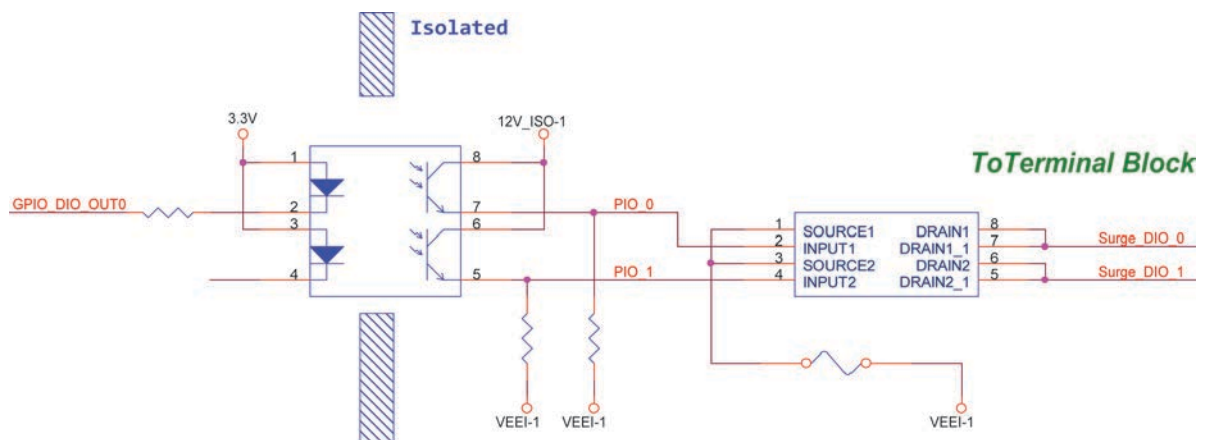 Isolated
3.3V
12V_ISO-1
ToTerminal Block
GPIO_DIO_OUT0
1
2
3
4
8
7
6
5
PIO_0
PIO_1
1
2
3
4
SOURCE1
INPUT1
SOURCE2
INPUT2
DRAIN1
DRAIN1_1
DRAIN2
DRAIN2_1
8
7
6
5
Surge_DIO_0
Surge_DIO_1
VEEI-1
VEEI-1
VEEI-1